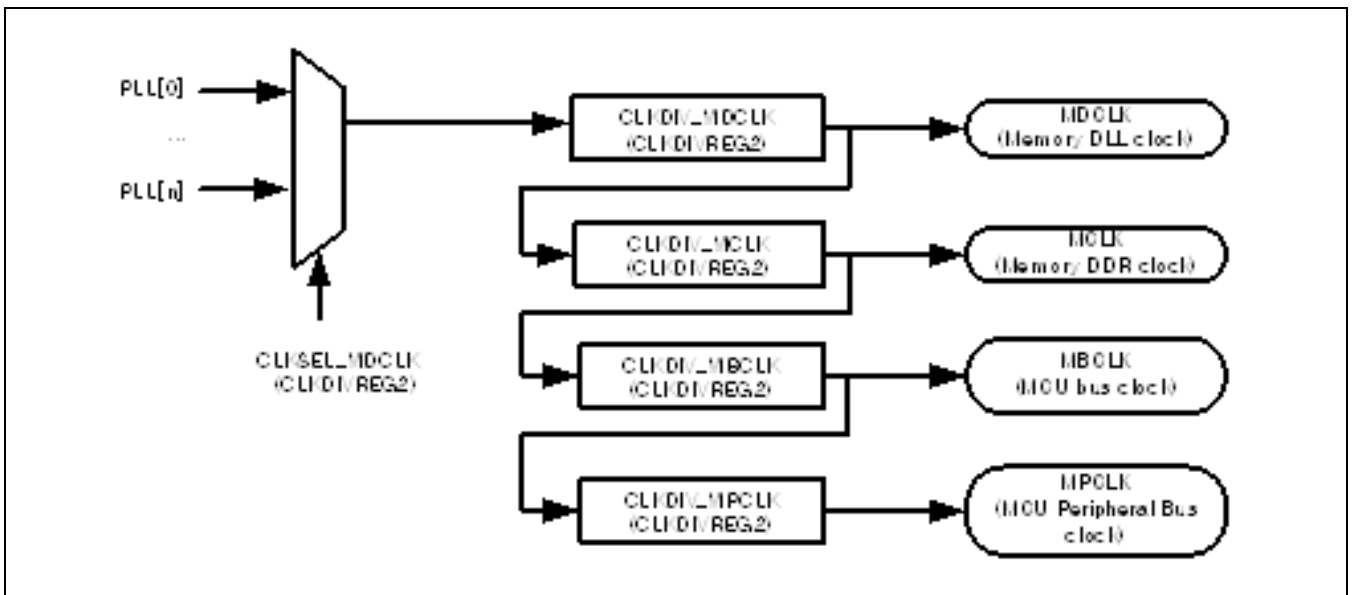 PLL[0]
...
PLL[n]
CLKSEL_MDCLK
(CLKDIVREG2)
CLKDIV_MDCLK
(CLKDIVREG2)
MDCLK
(Memory DLL clock)
CLKDIV_MCLK
(CLKDIVREG2)
MCLK
(Memory DDR clock)
CLKDIV_MBCLK
(CLKDIVREG2)
MBCLK
(MCU bus clock)
CLKDIV_MPCLK
(CLKDIVREG2)
MPCLK
(MCU Peripheral Bus
clock)